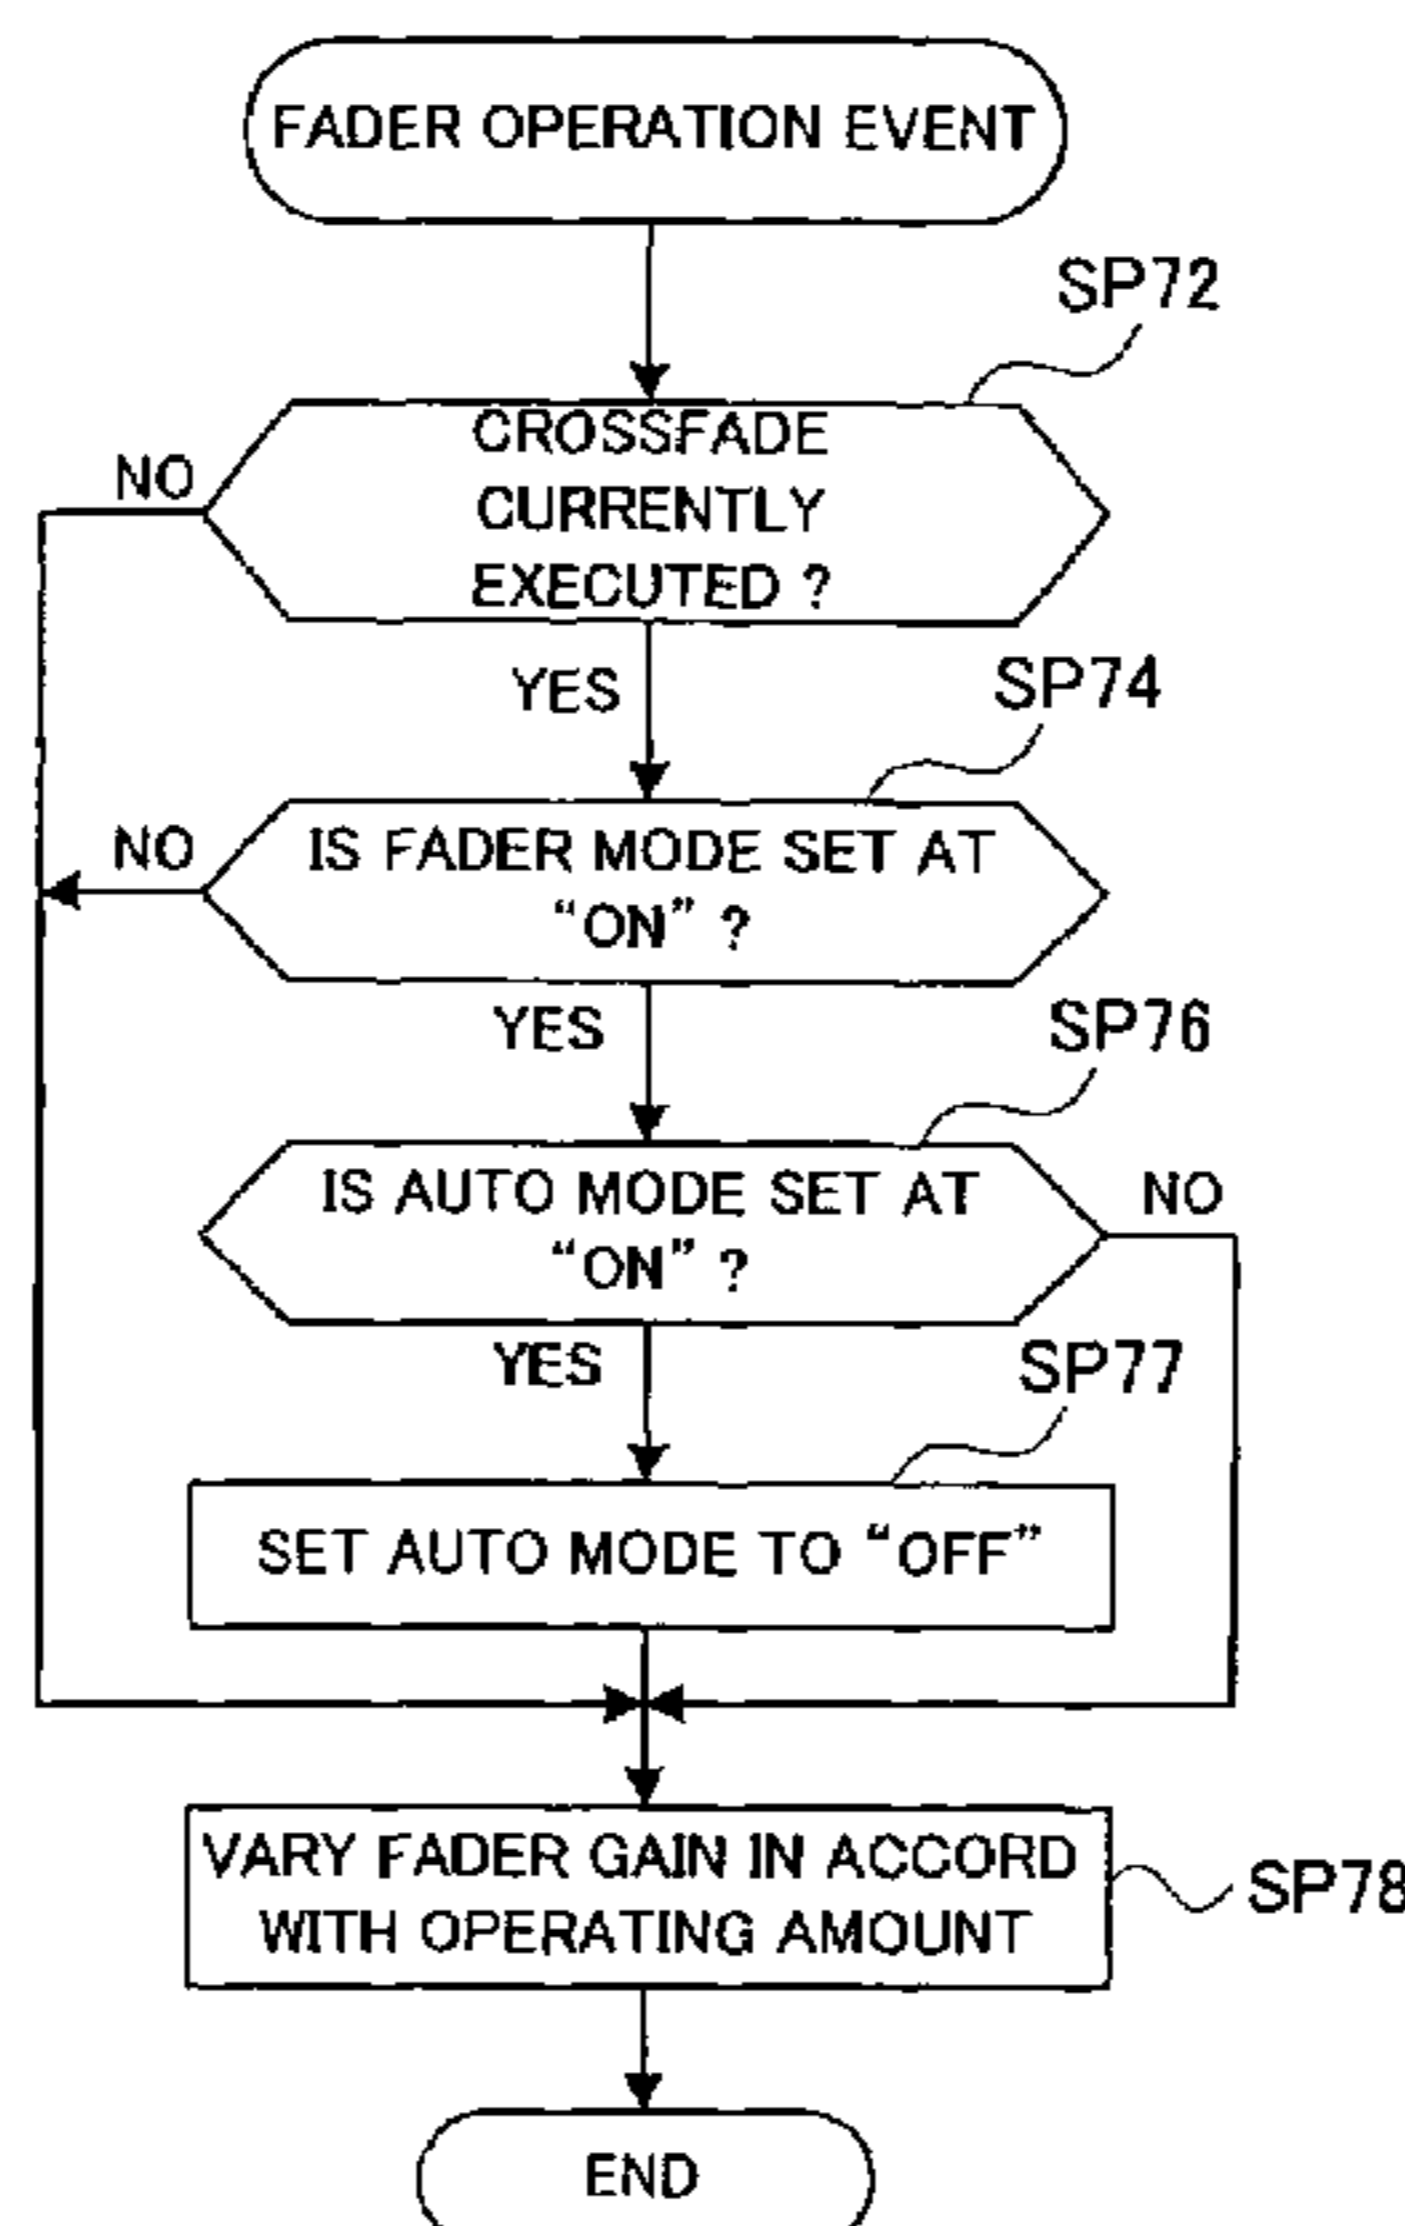 FADER OPERATION EVENT
SP72
CROSSFADE
CURRENTLY
EXECUTED ?
NO
YES
SP74
IS FADER MODE SET AT
“ON” ?
NO
YES
SP76
IS AUTO MODE SET AT
“ON” ?
NO
YES
SP77
SET AUTO MODE TO “OFF”
VARY FADER GAIN IN ACCORD
WITH OPERATING AMOUNT
SP78
END